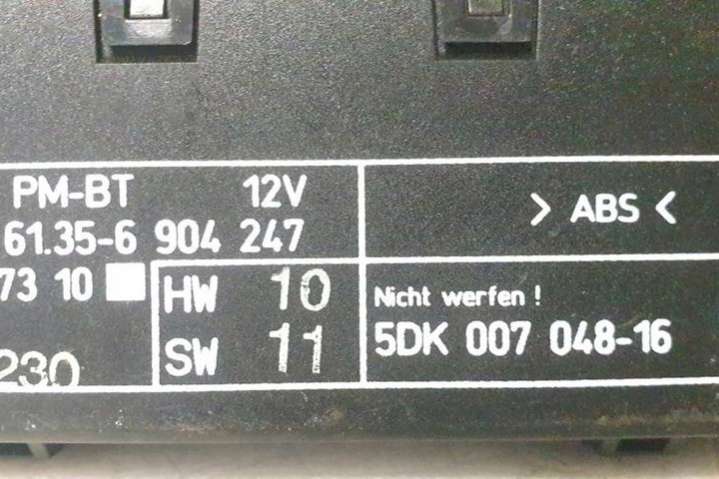 PM-BT 12V
61.35-6 904 247
> ABS <
73 10
HW 10
Nicht werfen !
SW 11
5DK 007 048-16
230